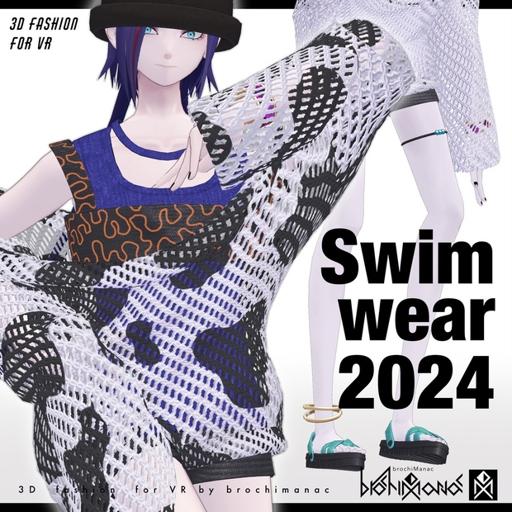 3D FASHION
FOR VR
Swim
wear
2024
brochiManac
3D fashion for VR by brochimanac